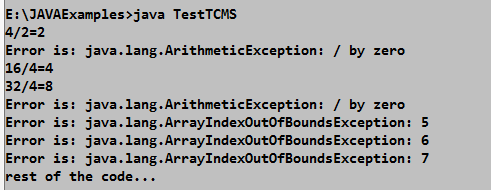 E:\JAVAExamples>java TestTCMS
4/2=2
Error is: java.lang.ArithmeticException: / by zero
16/4=4
32/4=8
Error is: java.lang.ArithmeticException: / by zero
Error is: java.lang.ArrayIndexOutOfBoundsException: 5
Error is: java.lang.ArrayIndexOutOfBoundsException: 6
Error is: java.lang.ArrayIndexOutOfBoundsException: 7
rest of the code...